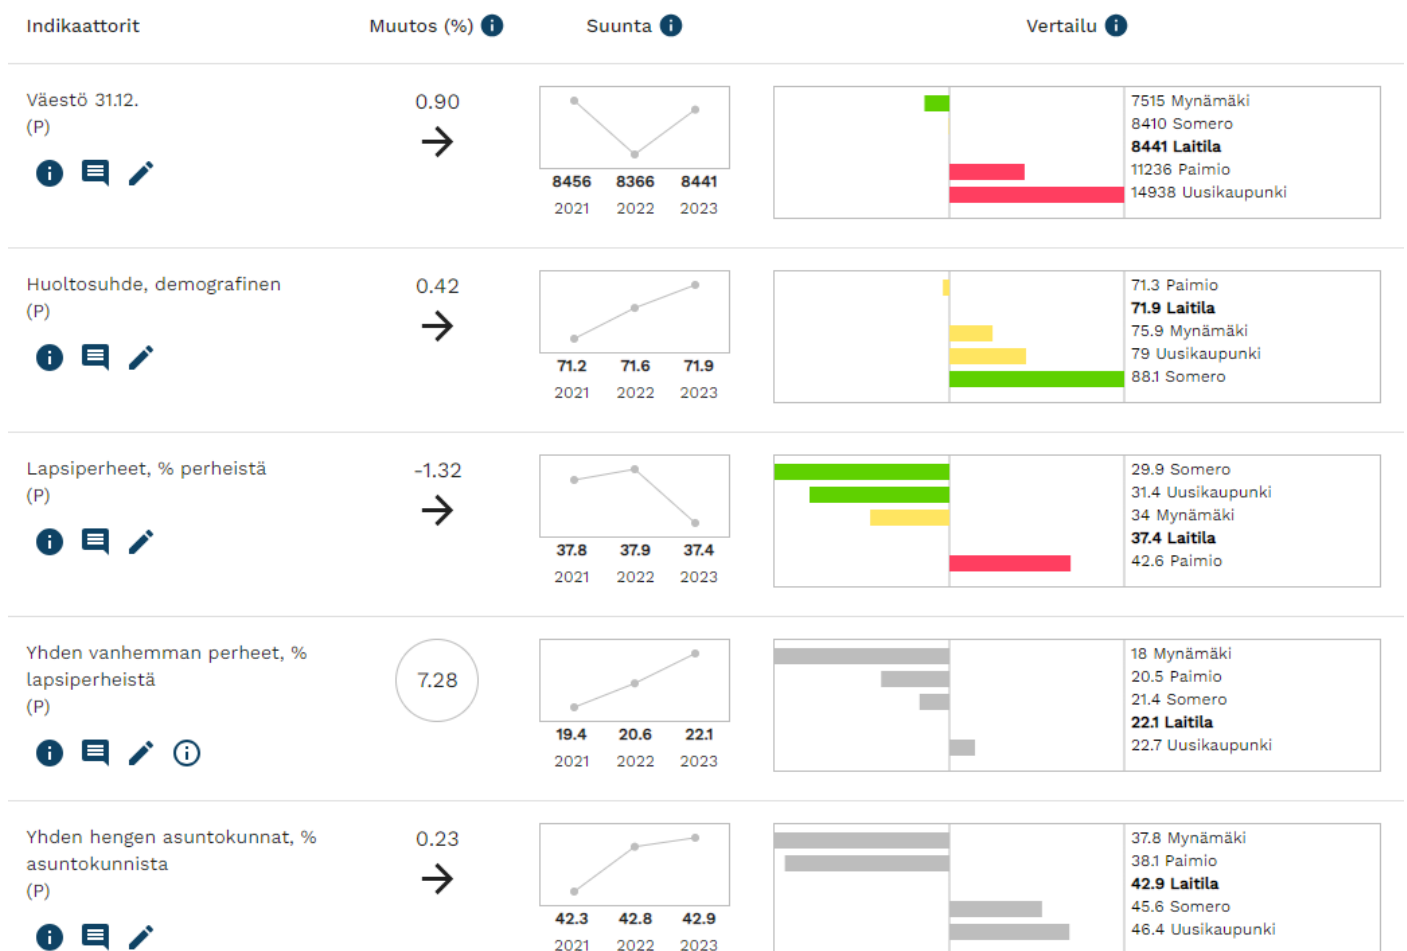 Indikaattorit Muutos (%) Suunta Vertailu
Väestö 31.12.
(P)
0.90
8456 8366 8441
2021 2022 2023
7515 Mynämäki
8410 Somero
8441 Laitila
11236 Paimio
14938 Uusikaupunki
Huoltosuhde, demografinen
(P)
0.42
71.2 71.6 71.9
2021 2022 2023
71.3 Paimio
71.9 Laitila
75.9 Mynämäki
79 Uusikaupunki
88.1 Somero
Lapsiperheet, % perheistä
(P)
-1.32
37.8 37.9 37.4
2021 2022 2023
29.9 Somero
31.4 Uusikaupunki
34 Mynämäki
37.4 Laitila
42.6 Paimio
Yhden vanhemman perheet, %
lapsiperheistä
(P)
7.28
19.4 20.6 22.1
2021 2022 2023
18 Mynämäki
20.5 Paimio
21.4 Somero
22.1 Laitila
22.7 Uusikaupunki
Yhden hengen asuntokunnat, %
asuntokunnista
(P)
0.23
42.3 42.8 42.9
2021 2022 2023
37.8 Mynämäki
38.1 Paimio
42.9 Laitila
45.6 Somero
46.4 Uusikaupunki